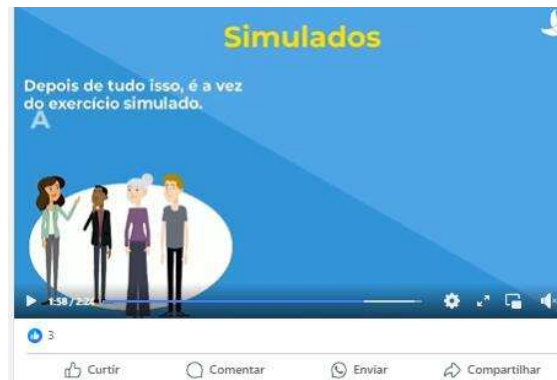 Simulados
Depois de tudo isso, é a vez
do exercício simulado.
A
1:58 / 2:24
3
Curtir Comentar Enviar Compartilhar